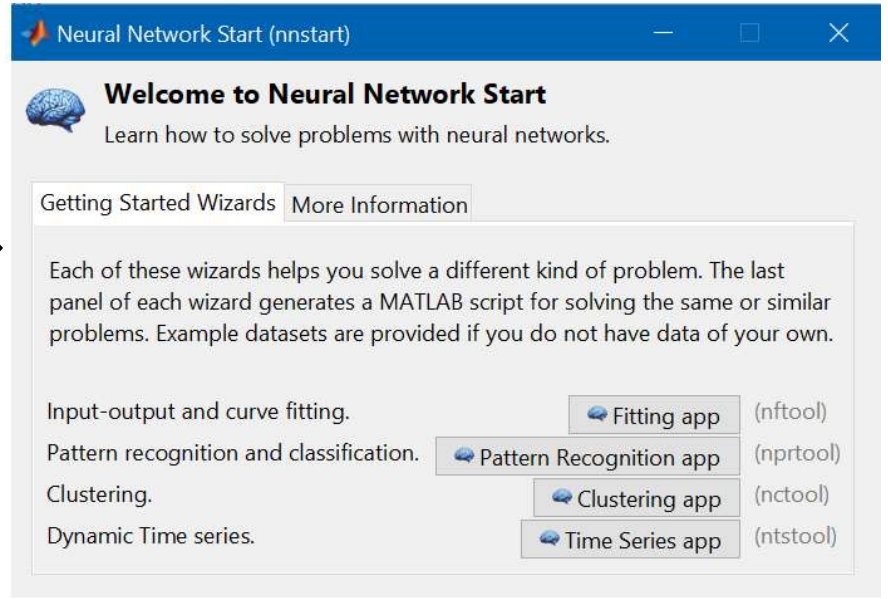 Neural Network Start (nnstart)
Welcome to Neural Network Start
Learn how to solve problems with neural networks.
Getting Started Wizards More Information
Each of these wizards helps you solve a different kind of problem. The last
panel of each wizard generates a MATLAB script for solving the same or similar
problems. Example datasets are provided if you do not have data of your own.
Input-output and curve fitting. Fitting app (nftool)
Pattern recognition and classification. Pattern Recognition app (nprtool)
Clustering. Clustering app (nctool)
Dynamic Time series. Time Series app (ntstool)